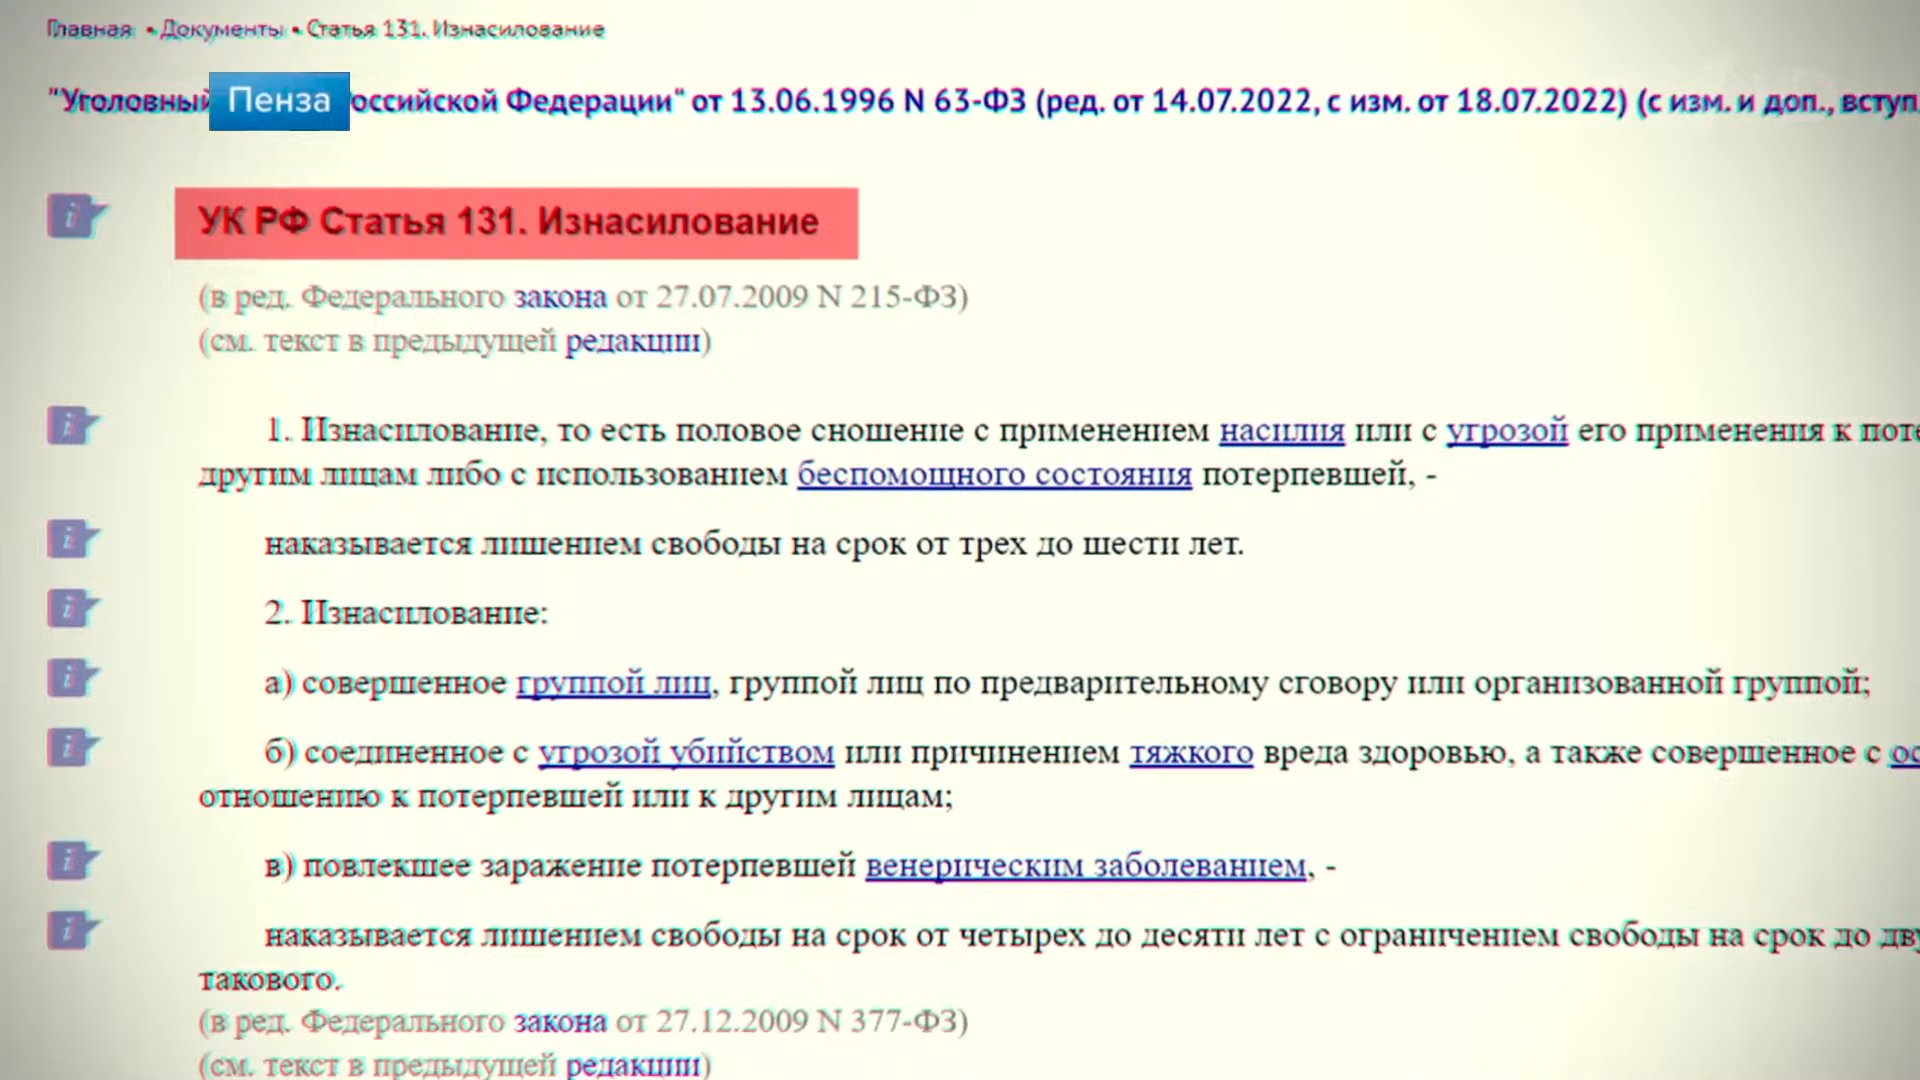 Главная • Документы • Статья 131. Изнасилование
"Уголовный Пенза оссийской Федерации" от 13.06.1996 N 63-ФЗ (ред. от 14.07.2022, с изм. от 18.07.2022) (с изм. и доп., вступ.
УК РФ Статья 131. Изнасилование
(в ред. Федерального закона от 27.07.2009 N 215-ФЗ)
(см. текст в предыдущей редакции)
1. Изнасилование, то есть половое сношение с применением насилия или с угрозой его применения к поте
другим лицам либо с использованием беспомощного состояния потерпевшей, -
наказывается лишением свободы на срок от трех до шести лет.
2. Изнасилование:
а) совершенное группой лиц, группой лиц по предварительному сговору или организованной группой;
б) соединенное с угрозой убийством или причинением тяжкого вреда здоровью, а также совершенное с ос
отношению к потерпевшей или к другим лицам;
в) повлекшее заражение потерпевшей венерическим заболеванием, -
наказывается лишением свободы на срок от четырех до десяти лет с ограничением свободы на срок до дву
такового.
(в ред. Федерального закона от 27.12.2009 N 377-ФЗ)
(см. текст в предыдущей редакции)